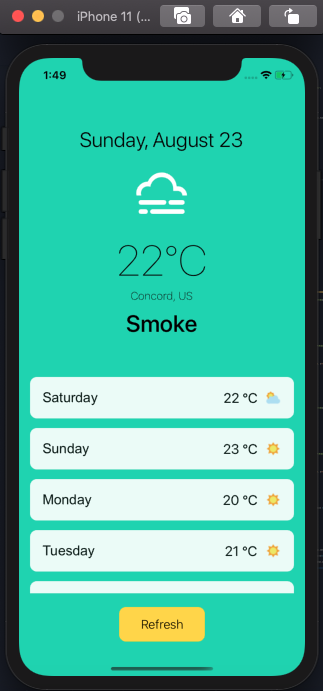 iPhone 11 (...
1:49
Sunday, August 23
22°C
Concord, US
Smoke
Saturday 22 °C
Sunday 23 °C
Monday 20 °C
Tuesday 21 °C
Refresh